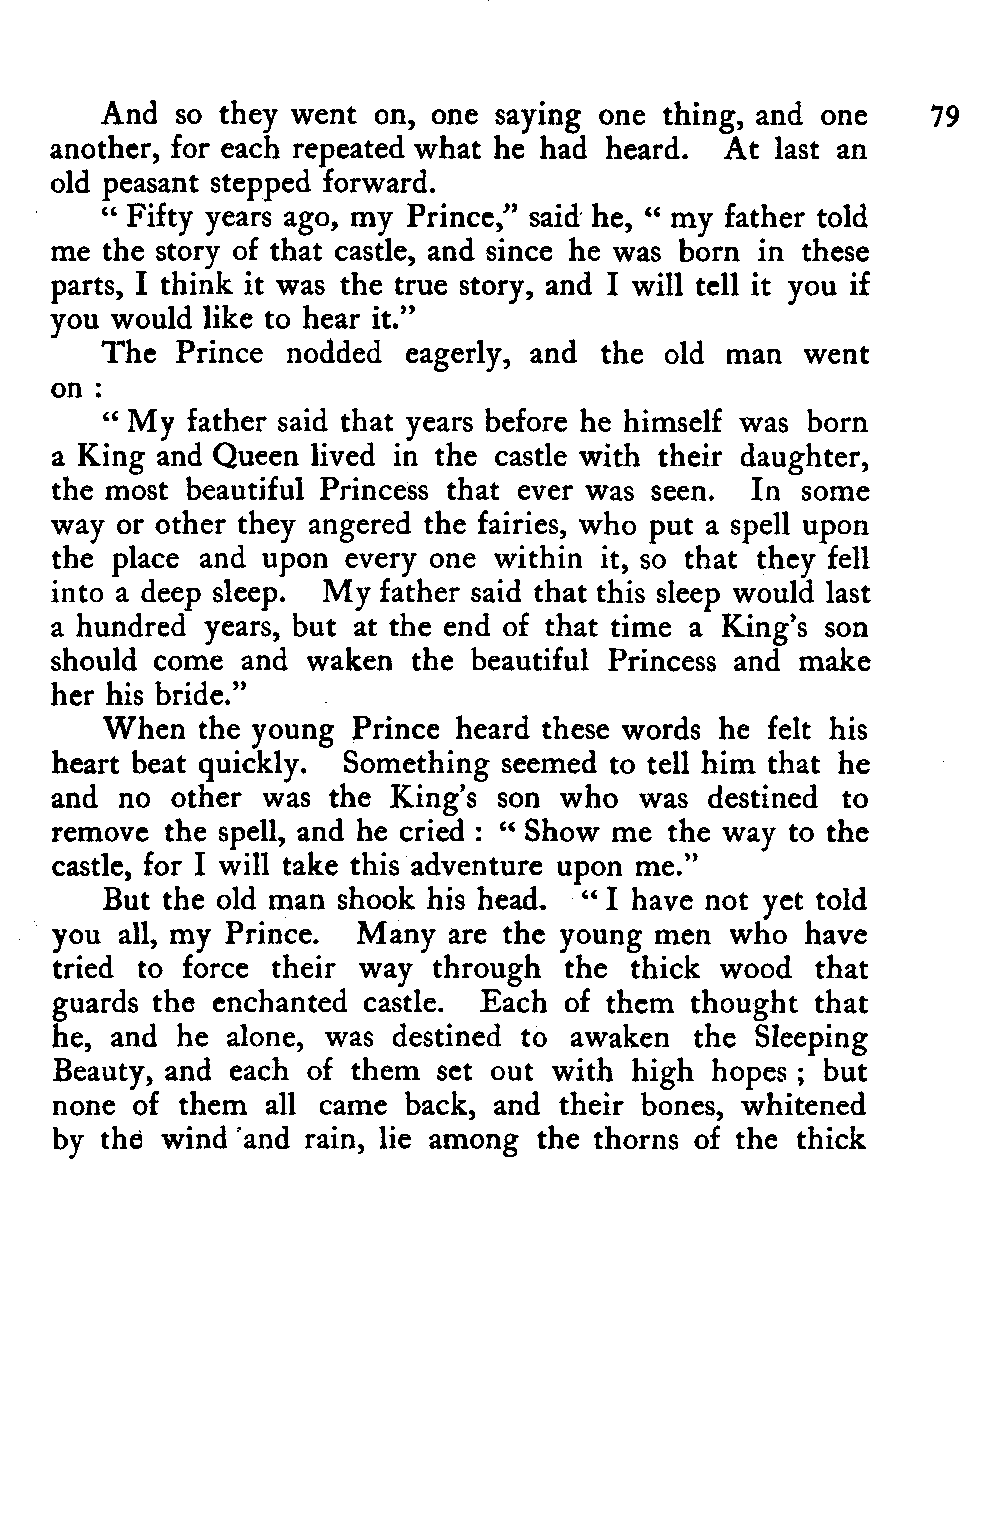 And so they went on, one saying one thing, and one 79
another, for each repeated what he had heard. At last an
old peasant stepped forward.
“ Fifty years ago, my Prince,” said he, “ my father told
me the story of that castle, and since he was born in these
parts, I think it was the true story, and I will tell it you if
you would like to hear it.”
The Prince nodded eagerly, and the old man went
on :
“ My father said that years before he himself was born
a King and Queen lived in the castle with their daughter,
the most beautiful Princess that ever was seen. In some
way or other they angered the fairies, who put a spell upon
the place and upon every one within it, so that they fell
into a deep sleep. My father said that this sleep would last
a hundred years, but at the end of that time a King’s son
should come and waken the beautiful Princess and make
her his bride.”
When the young Prince heard these words he felt his
heart beat quickly. Something seemed to tell him that he
and no other was the King’s son who was destined to
remove the spell, and he cried : “ Show me the way to the
castle, for I will take this adventure upon me.”
But the old man shook his head. “ I have not yet told
you all, my Prince. Many are the young men who have
tried to force their way through the thick wood that
guards the enchanted castle. Each of them thought that
he, and he alone, was destined to awaken the Sleeping
Beauty, and each of them set out with high hopes ; but
none of them all came back, and their bones, whitened
by the wind and rain, lie among the thorns of the thick